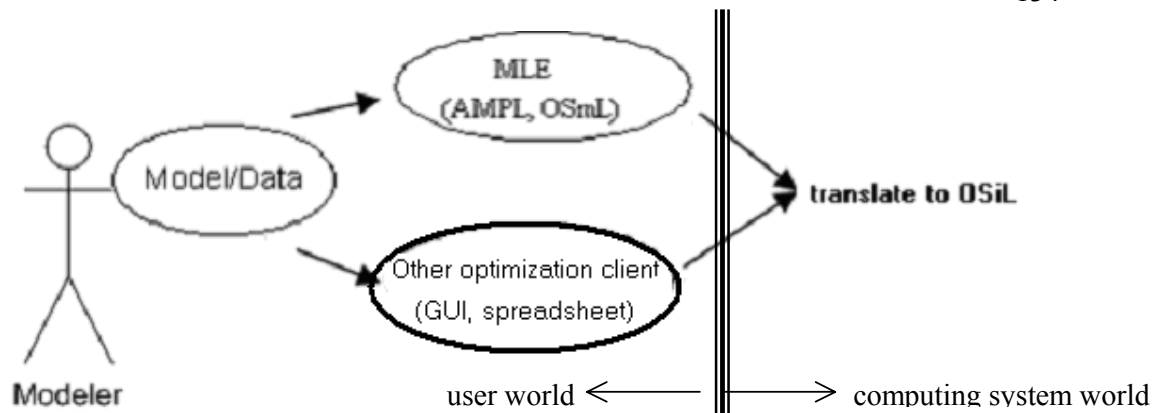 MLE
(AMPL, OSmL)
Model/Data
translate to OSiL
Other optimization client
(GUI, spreadsheet)
Modeler
user world
computing system world